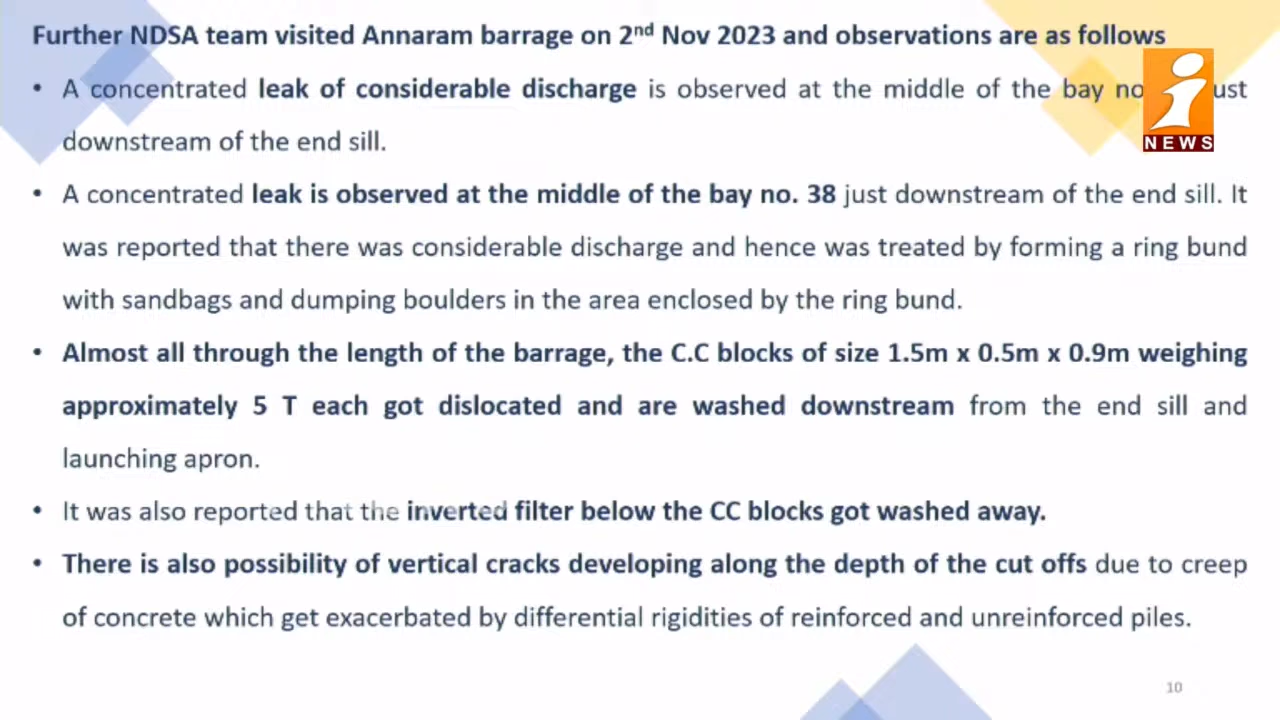 Further NDSA team visited Annaram barrage on 2nd Nov 2023 and observations are as follows
• A concentrated leak of considerable discharge is observed at the middle of the bay no
downstream of the end sill.
i NEWS
• A concentrated leak is observed at the middle of the bay no. 38 just downstream of the end sill. It
was reported that there was considerable discharge and hence was treated by forming a ring bund
with sandbags and dumping boulders in the area enclosed by the ring bund.
• Almost all through the length of the barrage, the C.C blocks of size 1.5m x 0.5m x 0.9m weighing
approximately 5 T each got dislocated and are washed downstream from the end sill and
launching apron.
• It was also reported that the inverted filter below the CC blocks got washed away.
• There is also possibility of vertical cracks developing along the depth of the cut offs due to creep
of concrete which get exacerbated by differential rigidities of reinforced and unreinforced piles.
10